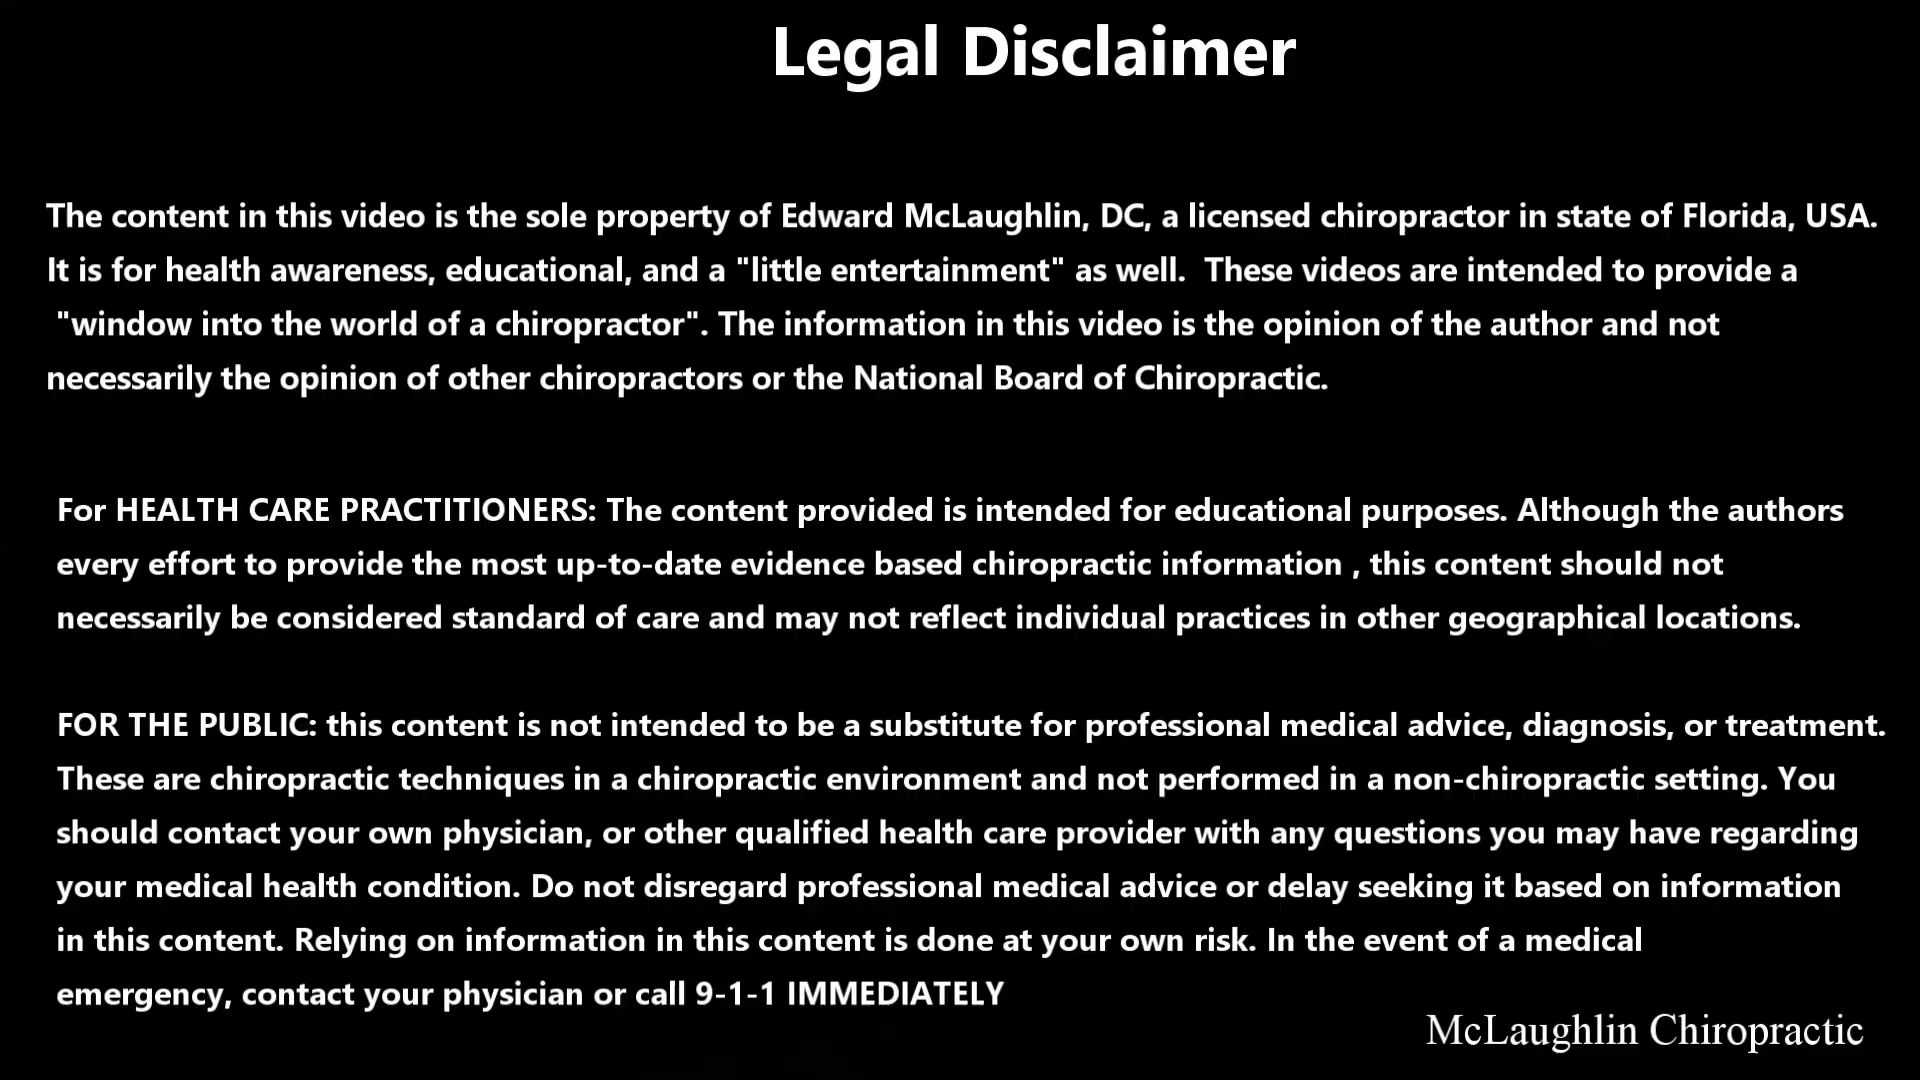 Legal Disclaimer
The content in this video is the sole property of Edward McLaughlin, DC, a licensed chiropractor in state of Florida, USA.
It is for health awareness, educational, and a "little entertainment" as well.  These videos are intended to provide a
"window into the world of a chiropractor". The information in this video is the opinion of the author and not
necessarily the opinion of other chiropractors or the National Board of Chiropractic.
For HEALTH CARE PRACTITIONERS: The content provided is intended for educational purposes. Although the authors
every effort to provide the most up-to-date evidence based chiropractic information , this content should not
necessarily be considered standard of care and may not reflect individual practices in other geographical locations.
FOR THE PUBLIC: this content is not intended to be a substitute for professional medical advice, diagnosis, or treatment.
These are chiropractic techniques in a chiropractic environment and not performed in a non-chiropractic setting. You
should contact your own physician, or other qualified health care provider with any questions you may have regarding
your medical health condition. Do not disregard professional medical advice or delay seeking it based on information
in this content. Relying on information in this content is done at your own risk. In the event of a medical
emergency, contact your physician or call 9-1-1 IMMEDIATELY
McLaughlin Chiropractic